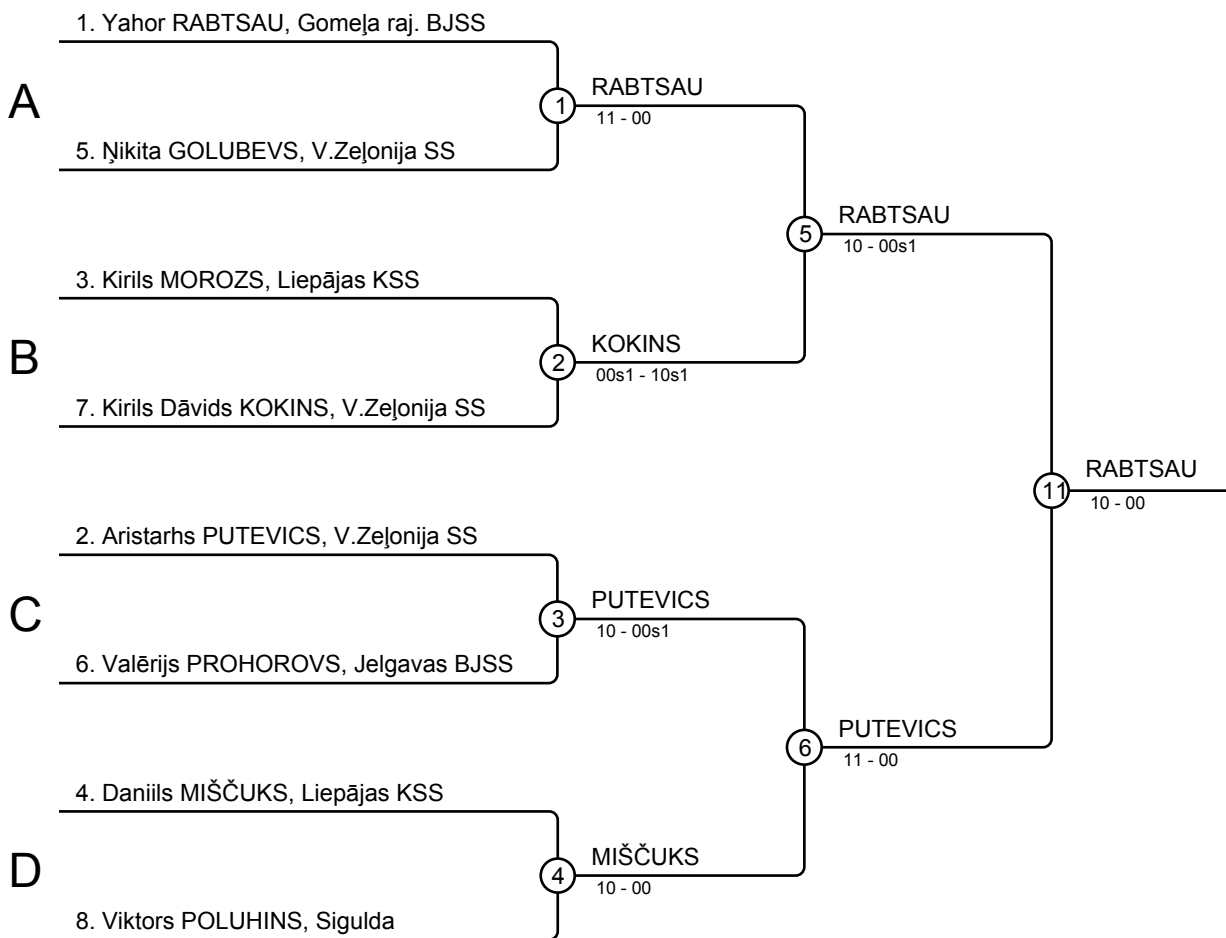 1. Yahor RABTSAU, Gomeļa raj. BJSS
A
1
RABTSAU
11 - 00
5. Ņikita GOLUBEVS, V.Zeļonija SS
5
RABTSAU
10 - 00s1
3. Kirils MOROZS, Liepājas KSS
B
2
KOKINS
00s1 - 10s1
7. Kirils Dāvids KOKINS, V.Zeļonija SS
11
RABTSAU
10 - 00
2. Aristarhs PUTEVICS, V.Zeļonija SS
C
3
PUTEVICS
10 - 00s1
6. Valērijs PROHOROVS, Jelgavas BJSS
6
PUTEVICS
11 - 00
4. Daniils MIŠČUKS, Liepājas KSS
D
4
MIŠČUKS
10 - 00
8. Viktors POLUHINS, Sigulda